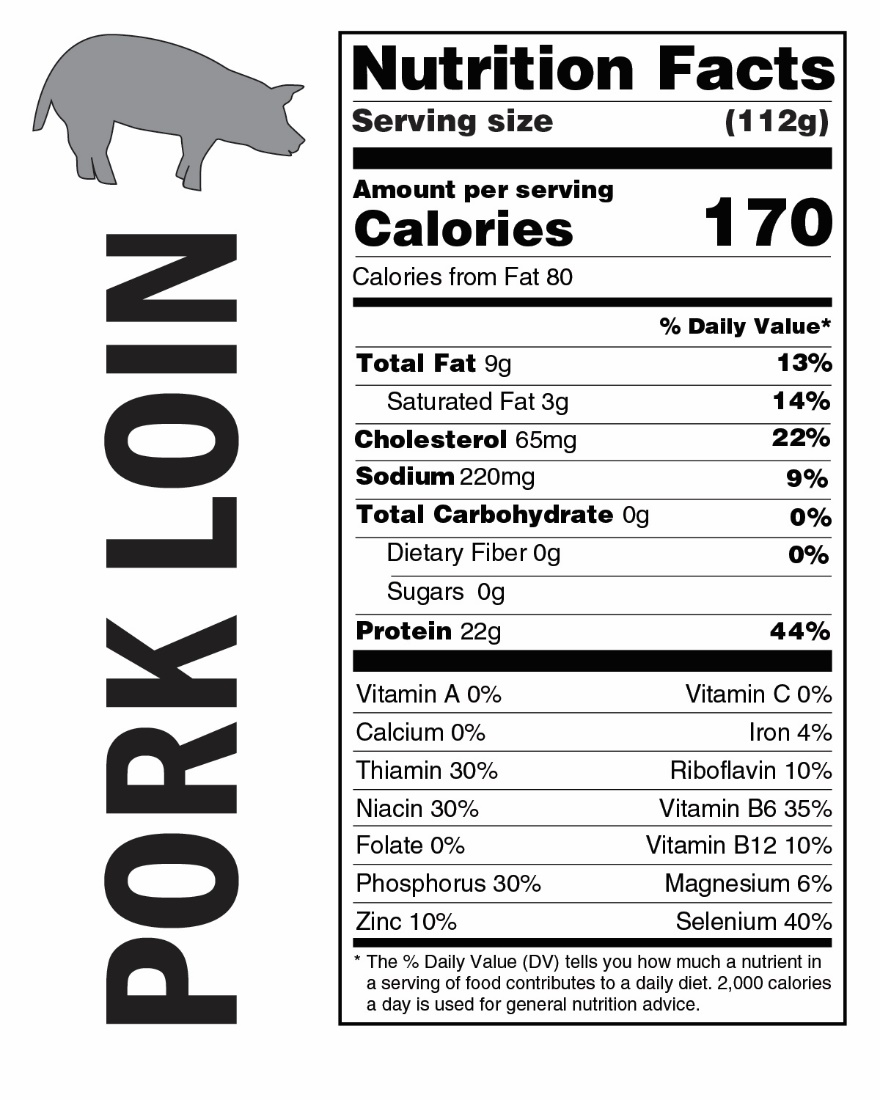 PORK LOIN
Nutrition Facts
Serving size (112g)
Amount per serving
Calories 170
Calories from Fat 80
% Daily Value*
Total Fat 9g 13%
Saturated Fat 3g 14%
Cholesterol 65mg 22%
Sodium 220mg 9%
Total Carbohydrate 0g 0%
Dietary Fiber 0g 0%
Sugars 0g
Protein 22g 44%
Vitamin A 0% Vitamin C 0%
Calcium 0% Iron 4%
Thiamin 30% Riboflavin 10%
Niacin 30% Vitamin B6 35%
Folate 0% Vitamin B12 10%
Phosphorus 30% Magnesium 6%
Zinc 10% Selenium 40%
* The % Daily Value (DV) tells you how much a nutrient in
a serving of food contributes to a daily diet. 2,000 calories
a day is used for general nutrition advice.